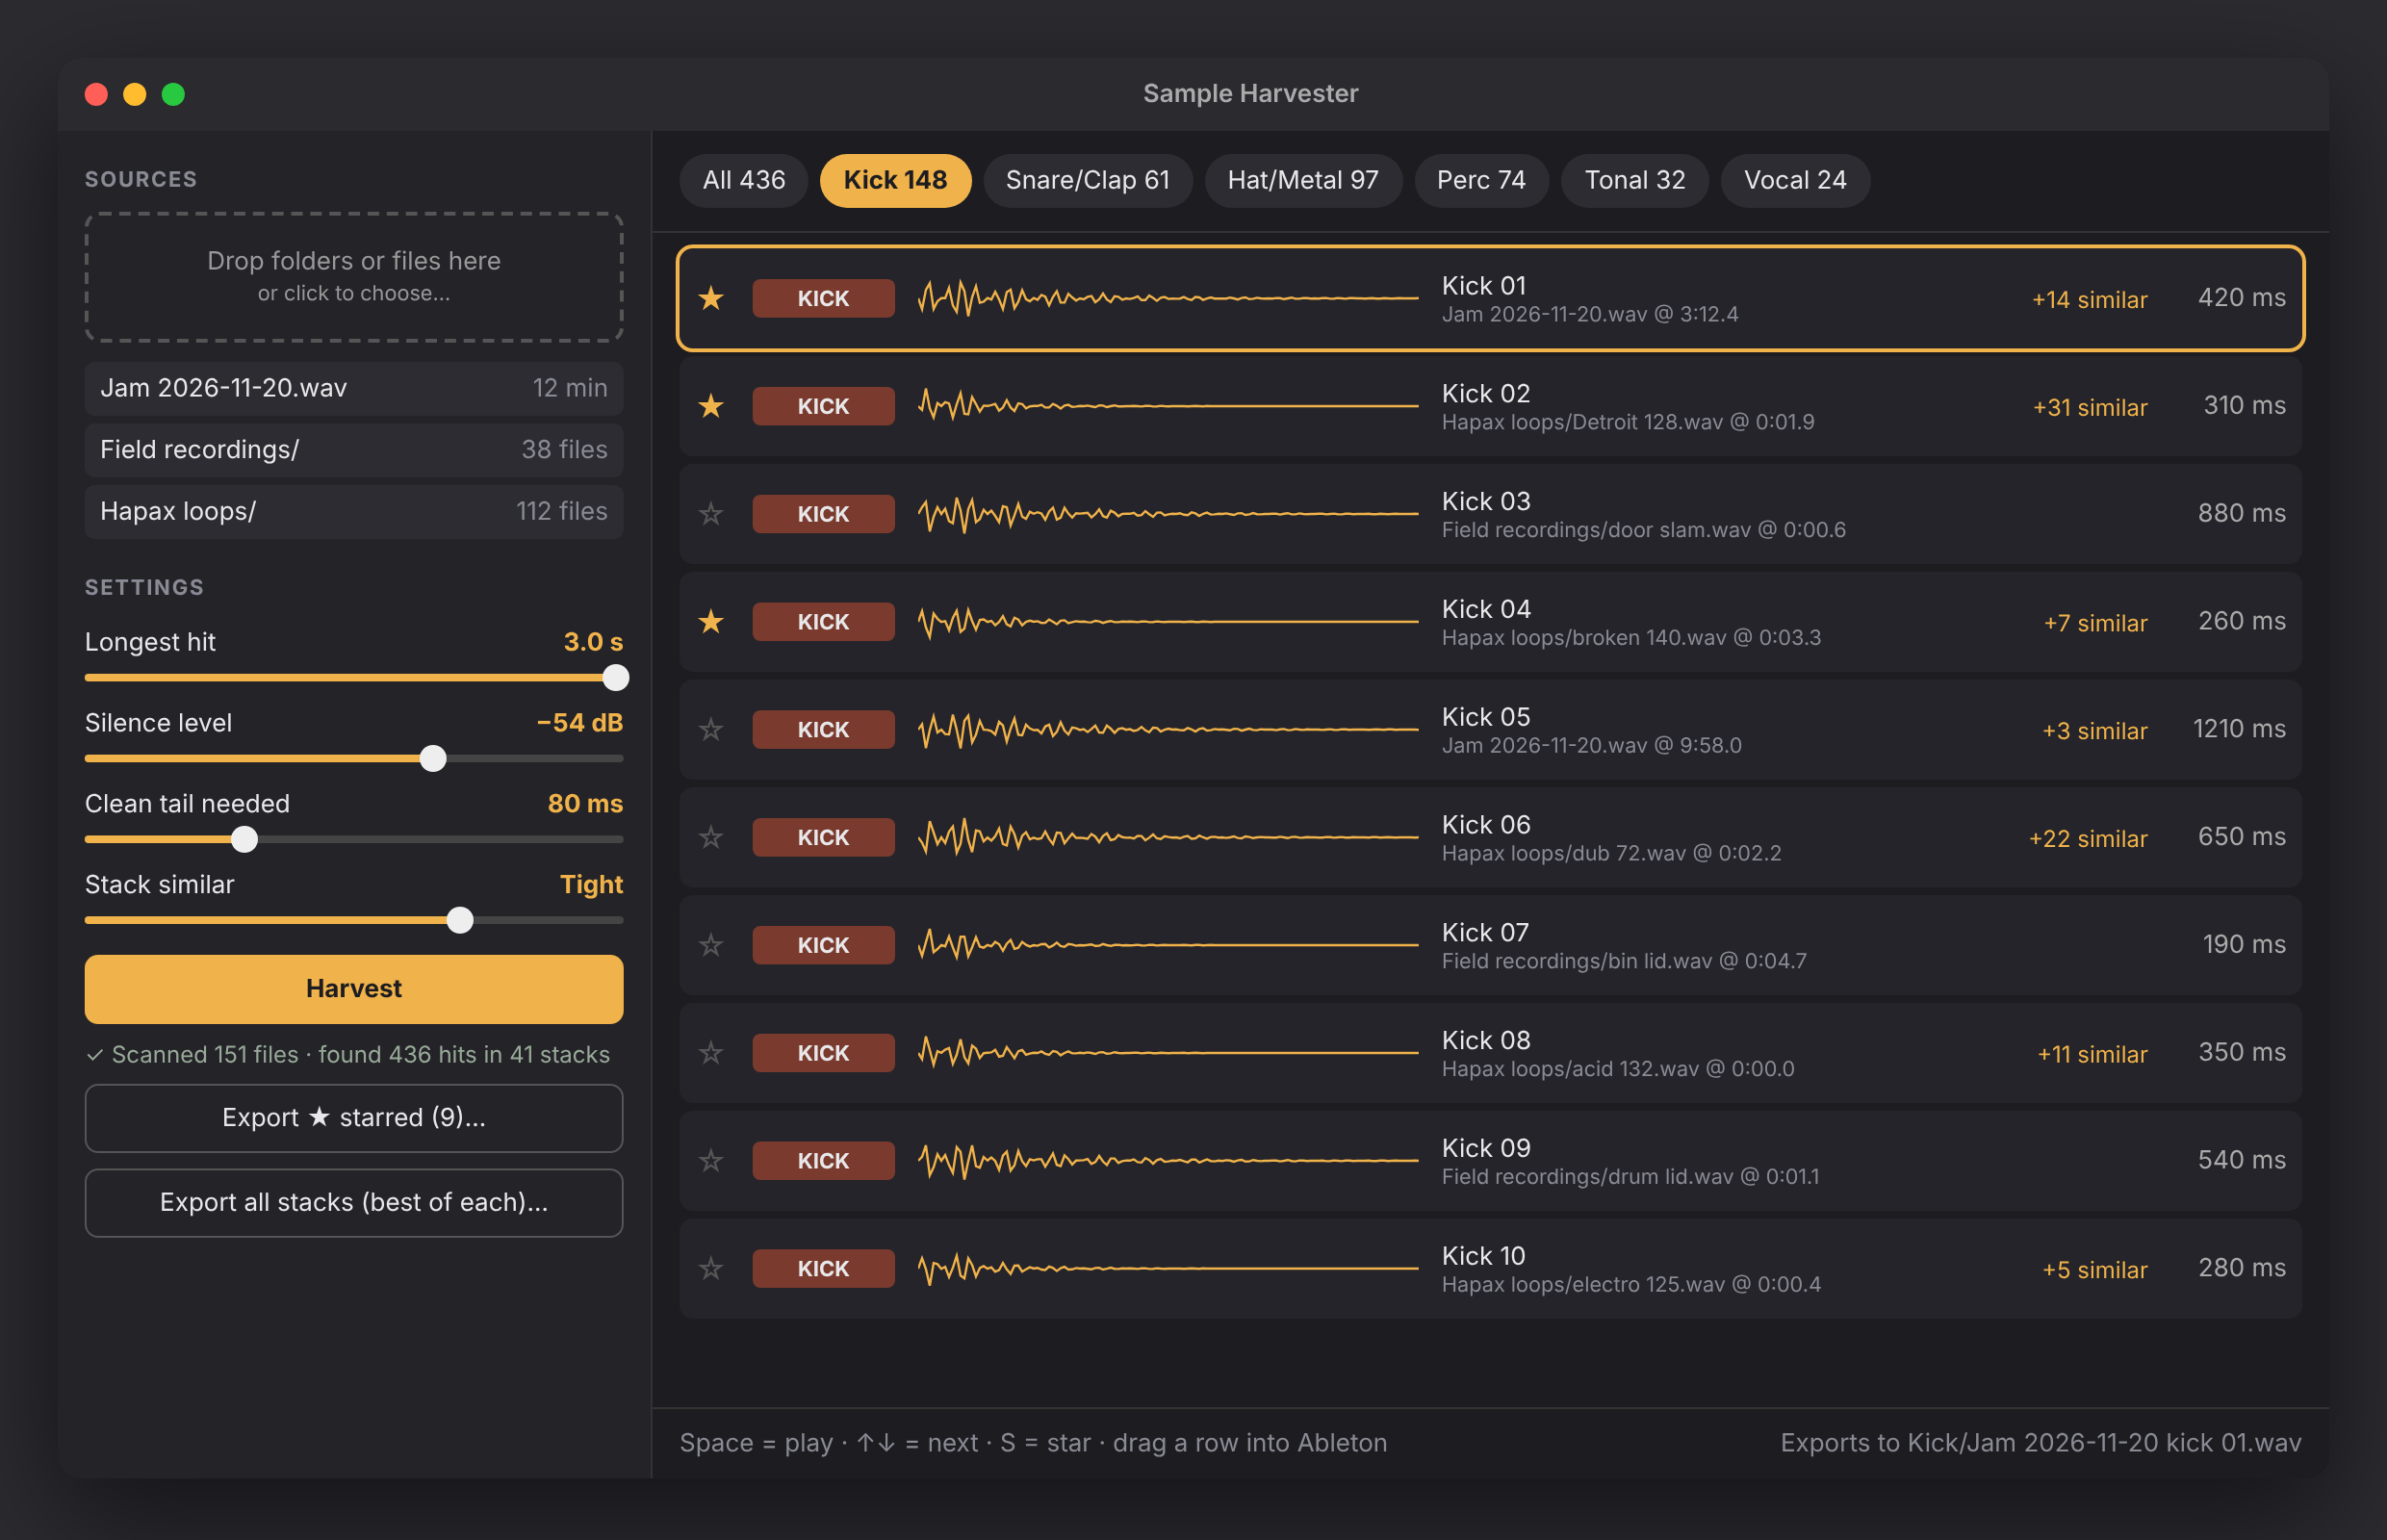 Sample Harvester
SOURCES
Drop folders or files here
or click to choose...
Jam 2026-11-20.wav 12 min
Field recordings/ 38 files
Hapax loops/ 112 files
SETTINGS
Longest hit 3.0 s
Silence level −54 dB
Clean tail needed 80 ms
Stack similar Tight
Harvest
✓ Scanned 151 files · found 436 hits in 41 stacks
Export ★ starred (9)...
Export all stacks (best of each)...
All 436 Kick 148 Snare/Clap 61 Hat/Metal 97 Perc 74 Tonal 32 Vocal 24
★ KICK Kick 01 +14 similar 420 ms
Jam 2026-11-20.wav @ 3:12.4
★ KICK Kick 02 +31 similar 310 ms
Hapax loops/Detroit 128.wav @ 0:01.9
☆ KICK Kick 03 880 ms
Field recordings/door slam.wav @ 0:00.6
★ KICK Kick 04 +7 similar 260 ms
Hapax loops/broken 140.wav @ 0:03.3
☆ KICK Kick 05 +3 similar 1210 ms
Jam 2026-11-20.wav @ 9:58.0
☆ KICK Kick 06 +22 similar 650 ms
Hapax loops/dub 72.wav @ 0:02.2
☆ KICK Kick 07 190 ms
Field recordings/bin lid.wav @ 0:04.7
☆ KICK Kick 08 +11 similar 350 ms
Hapax loops/acid 132.wav @ 0:00.0
☆ KICK Kick 09 540 ms
Field recordings/drum lid.wav @ 0:01.1
☆ KICK Kick 10 +5 similar 280 ms
Hapax loops/electro 125.wav @ 0:00.4
Space = play · ↑↓ = next · S = star · drag a row into Ableton
Exports to Kick/Jam 2026-11-20 kick 01.wav